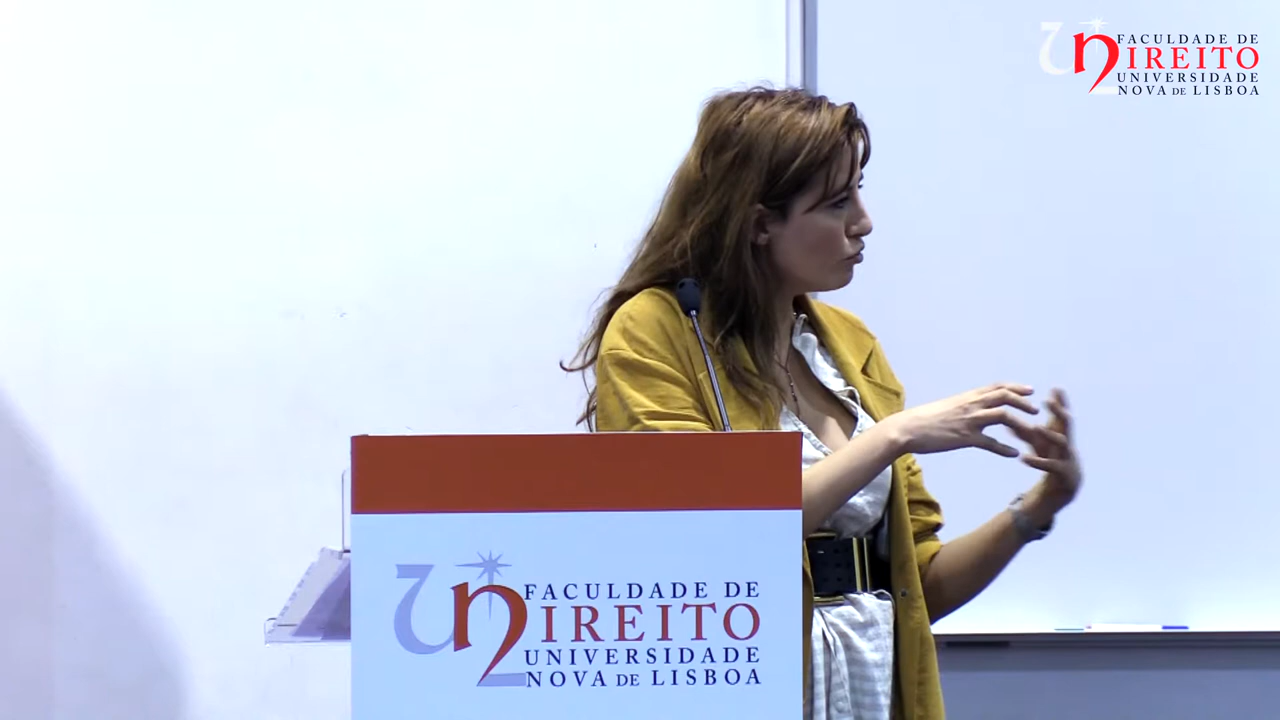 FACULDADE DE
DIREITO
UNIVERSIDADE
NOVA DE LISBOA
FACULDADE DE
DIREITO
UNIVERSIDADE
NOVA DE LISBOA